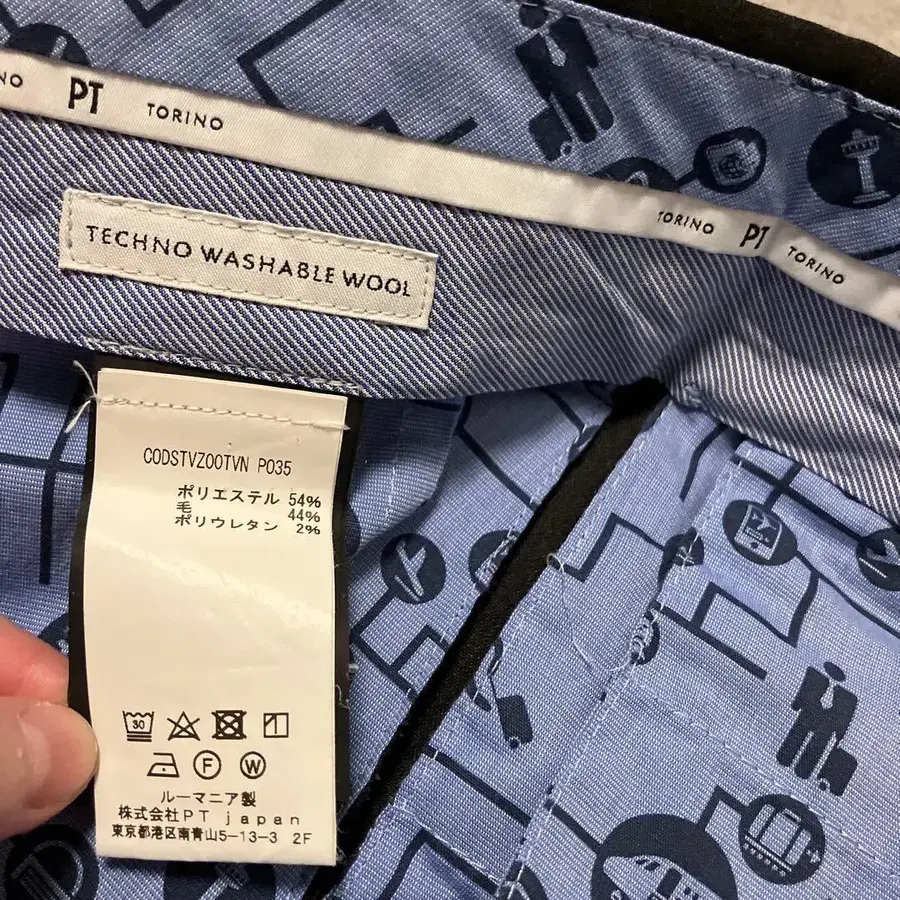 NO PT TORINO
TORINO PT TORINO
TECHNO WASHABLE WOOL
CODSTVZ00TVN P035
ポリエステル 54%
毛 44%
ポリウレタン 2%
30
F W
ルーマニア製
株式会社PT japan
東京都港区南青山5-13-3 2F